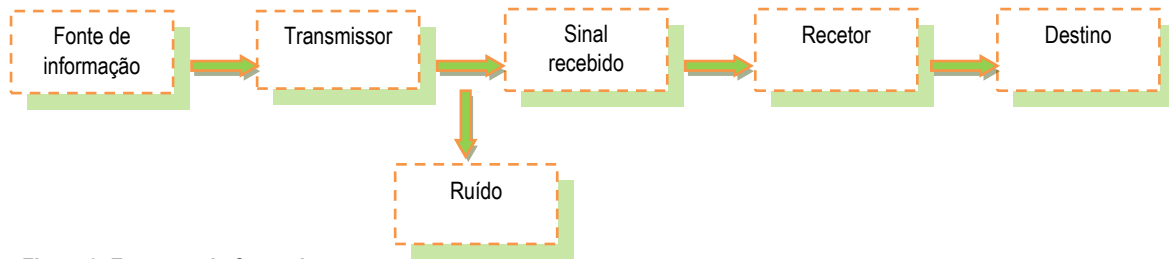 Fonte de
informação
Transmissor
Sinal
recebido
Recetor
Destino
Ruído